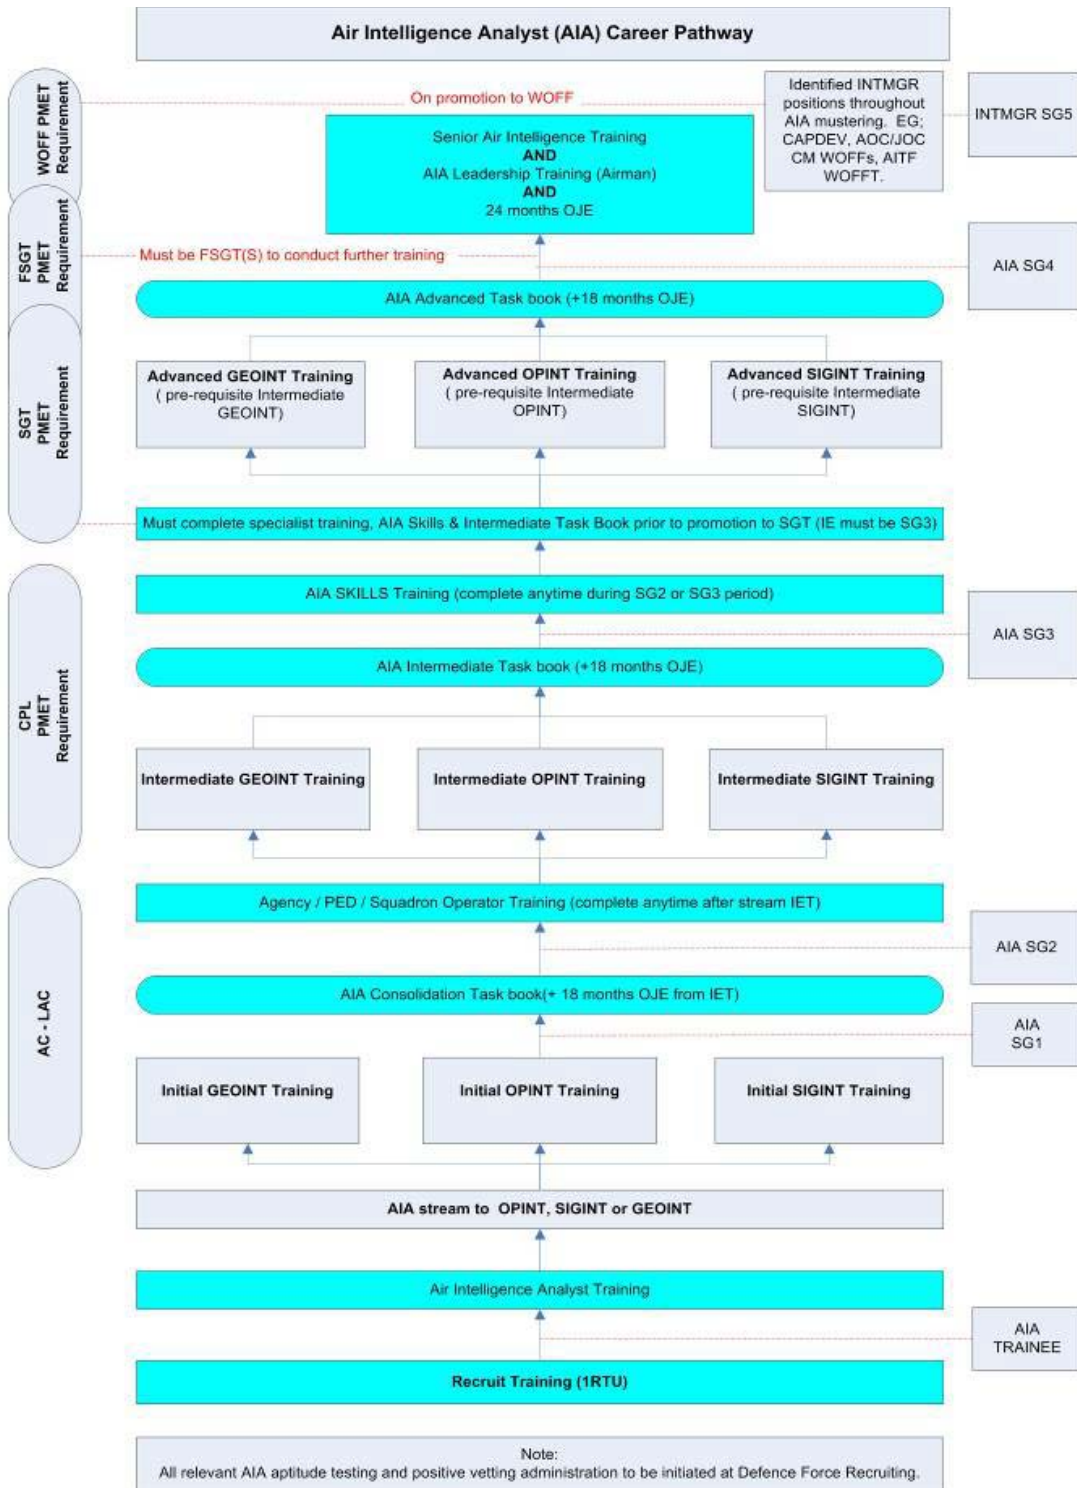 Air Intelligence Analyst (AIA) Career Pathway
WOFF PMET
Requirement
On promotion to WOFF
Identified INTMGR
positions throughout
AIA mustering. EG;
CAPDEV, AOC/JOC
CM WOFFs, AITF
WOFFT.
INTMGR SG5
Senior Air Intelligence Training
AND
AIA Leadership Training (Airman)
AND
24 months OJE
FSGT
PMET
Requirement
Must be FSGT(S) to conduct further training
AIA SG4
AIA Advanced Task book (+18 months OJE)
SGT
PMET
Requirement
Advanced GEOINT Training
( pre-requisite Intermediate
GEOINT)
Advanced OPINT Training
( pre-requisite Intermediate
OPINT)
Advanced SIGINT Training
( pre-requisite Intermediate
SIGINT)
Must complete specialist training, AIA Skills & Intermediate Task Book prior to promotion to SGT (IE must be SG3)
AIA SKILLS Training (complete anytime during SG2 or SG3 period)
AIA SG3
AIA Intermediate Task book (+18 months OJE)
CPL
PMET
Requirement
Intermediate GEOINT Training
Intermediate OPINT Training
Intermediate SIGINT Training
Agency / PED / Squadron Operator Training (complete anytime after stream IET)
AIA SG2
AIA Consolidation Task book(+ 18 months OJE from IET)
AIA
SG1
AC - LAC
Initial GEOINT Training
Initial OPINT Training
Initial SIGINT Training
AIA stream to OPINT, SIGINT or GEOINT
Air Intelligence Analyst Training
AIA
TRAINEE
Recruit Training (1RTU)
Note:
All relevant AIA aptitude testing and positive vetting administration to be initiated at Defence Force Recruiting.